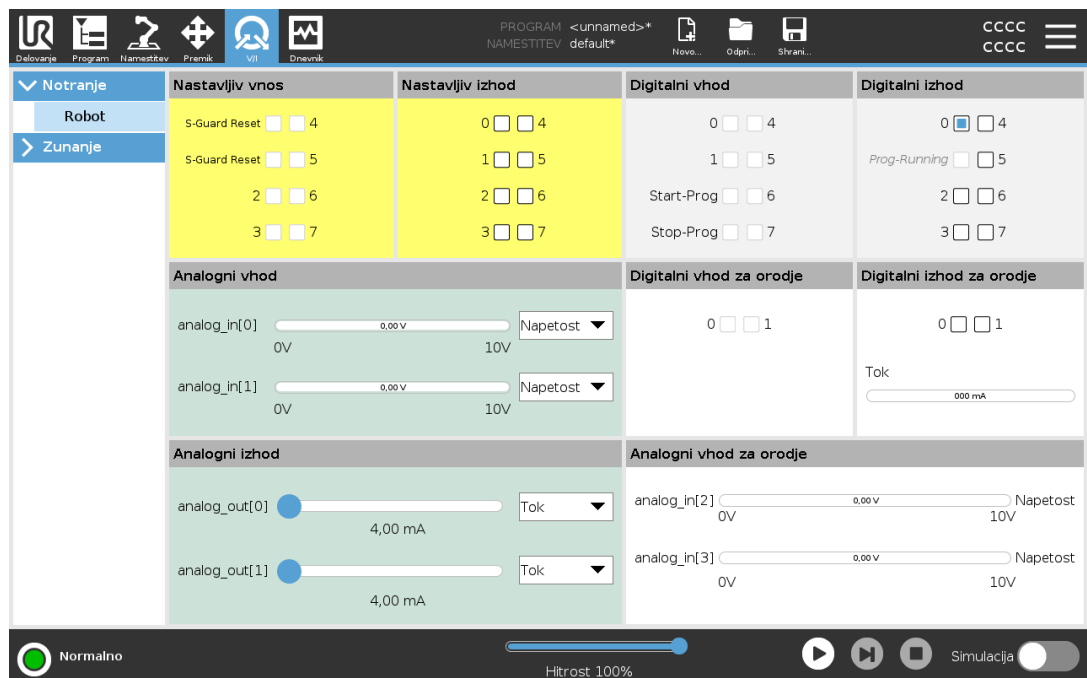 PROGRAM <unnamed>*
NAMESTITEV default*
CCCC
CCCC
Delovanje Program Namestitev Premik V/I Dnevnik Novo... Odpri... Shrani...
Notranje
Robot
Zunanje
Nastavljiv vnos
S-Guard Reset 4
S-Guard Reset 5
2 6
3 7
Nastavljiv izhod
0 4
1 5
2 6
3 7
Digitalni vhod
0 4
1 5
Start-Prog 6
Stop-Prog 7
Digitalni izhod
0 4
Prog-Running 5
2 6
3 7
Analogni vhod
analog_in[0] 0,00 V Napetost
0V 10V
analog_in[1] 0,00 V Napetost
0V 10V
Digitalni vhod za orodje
0 1
Digitalni izhod za orodje
0 1
Tok
000 mA
Analogni izhod
analog_out[0] Tok
4,00 mA
analog_out[1] Tok
4,00 mA
Analogni vhod za orodje
analog_in[2] 0,00 V Napetost
0V 10V
analog_in[3] 0,00 V Napetost
0V 10V
Normalno
Hitrost 100%
Simulacija